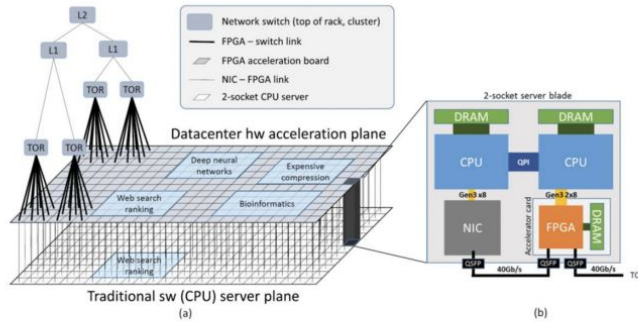 L2
L1
L1
TOR
TOR
TOR
TOR
Network switch (top of rack, cluster)
FPGA – switch link
FPGA acceleration board
NIC – FPGA link
2-socket CPU server
Datacenter hw acceleration plane
Deep neural
networks
Expensive
compression
Web search
ranking
Bioinformatics
Web search
ranking
Traditional sw (CPU) server plane
(a)
2-socket server blade
DRAM
DRAM
CPU
QPI
CPU
Gen3 x8
Gen3 2x8
NIC
Accelerator card
FPGA
DRAM
QSFP
QSFP
QSFP
40Gb/s
40Gb/s
(b)